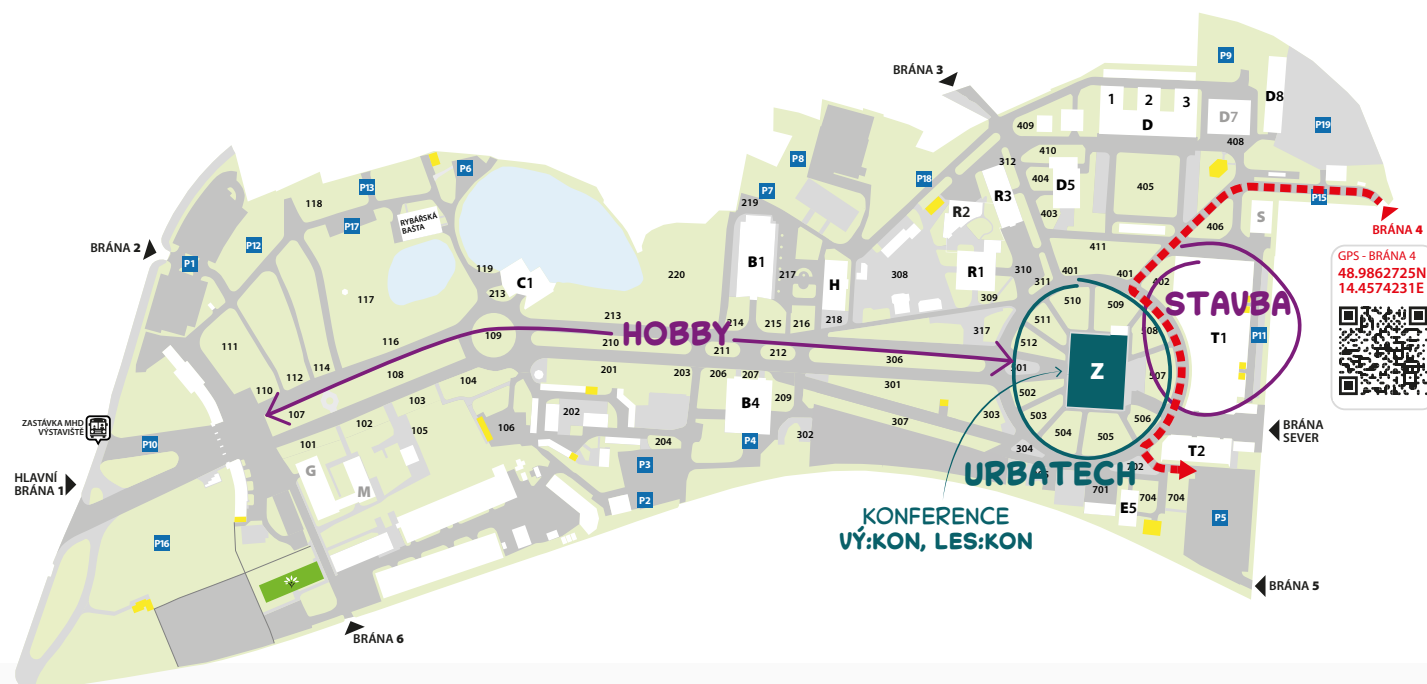 P9
BRÁNA 3
1
2
3
D8
D
D7
P19
409
408
P8
410
312
P6
P18
404
D5
405
P13
P7
R3
118
219
RYBÁŘSKÁ
BAŠTA
P17
R2
403
P15
S
406
BRÁNA 4
BRÁNA 2
P12
411
GPS - BRÁNA 4
48.9862725N
14.4574231E
P1
B1
119
C1
220
217
308
R1
310
401
401
402
H
311
213
117
309
510
509
STAVBA
213
214
215
216
218
511
508
HOBBY
317
T1
P11
109
210
116
512
111
211
212
306
501
Z
507
114
112
108
104
201
203
206
207
301
110
502
103
B4
209
107
202
303
503
506
102
307
ZASTÁVKA MHD
VÝSTAVIŠTĚ
105
106
504
505
BRÁNA
SEVER
P10
101
204
P4
302
304
T2
G
P3
702
URBATECH
HLAVNÍ
BRÁNA 1
M
P2
701
704
704
E5
P5
KONFERENCE
VÝ:KON, LES:KON
P16
BRÁNA 5
BRÁNA 6